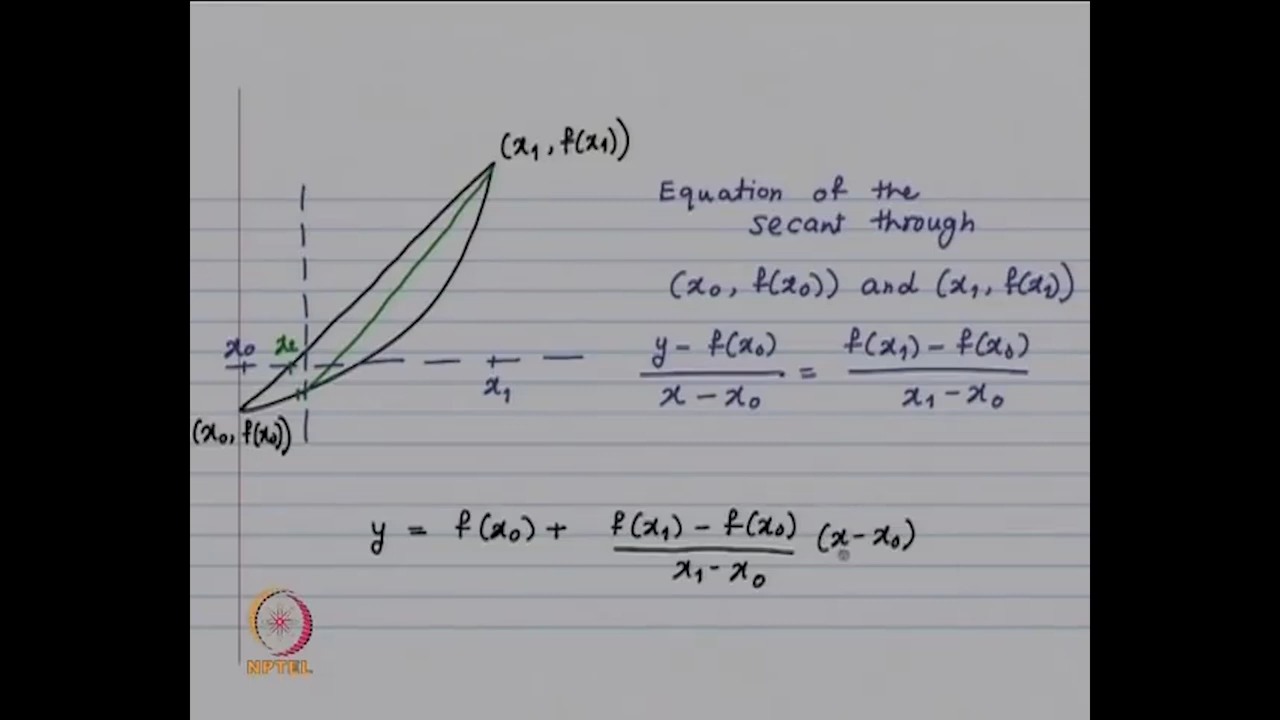 (x₁, f(x₁))
Equation of the
secant through
(x₀, f(x₀)) and (x₁, f(x₁))
x₀ x₂
x₁
(y - f(x₀))/(x - x₀) = (f(x₁) - f(x₀))/(x₁ - x₀)
(x₀, f(x₀))
y = f(x₀) + (f(x₁) - f(x₀))/(x₁ - x₀) (x - x₀)
NPTEL